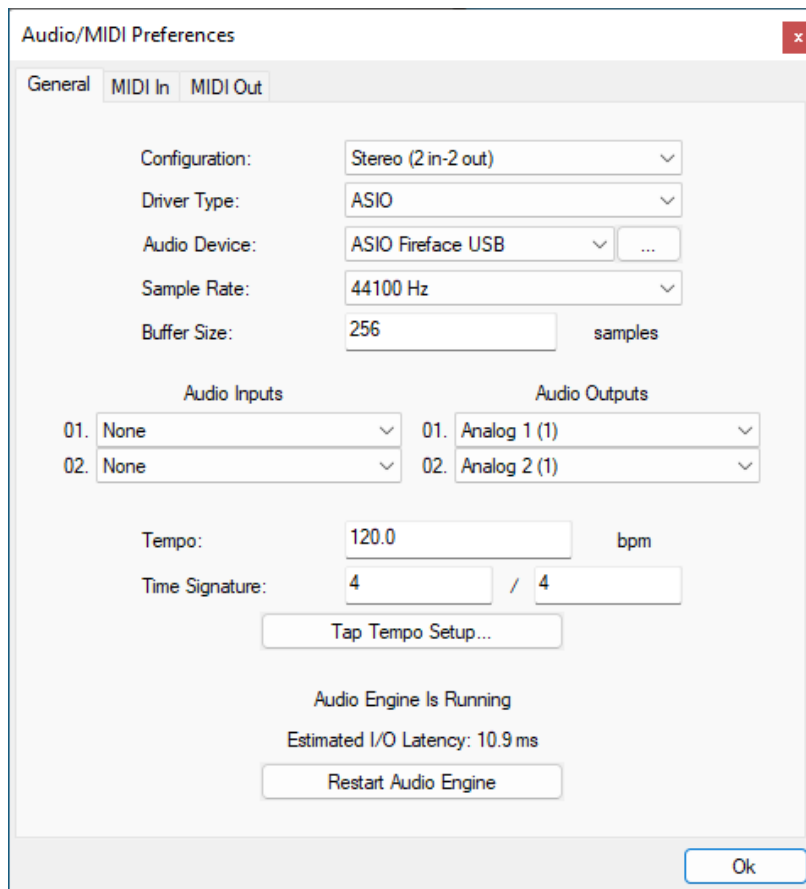 Audio/MIDI Preferences x
General MIDI In MIDI Out
Configuration: Stereo (2 in-2 out)
Driver Type: ASIO
Audio Device: ASIO Fireface USB ...
Sample Rate: 44100 Hz
Buffer Size: 256 samples
Audio Inputs Audio Outputs
01. None 01. Analog 1 (1)
02. None 02. Analog 2 (1)
Tempo: 120.0 bpm
Time Signature: 4 / 4
Tap Tempo Setup...
Audio Engine Is Running
Estimated I/O Latency: 10.9 ms
Restart Audio Engine
Ok